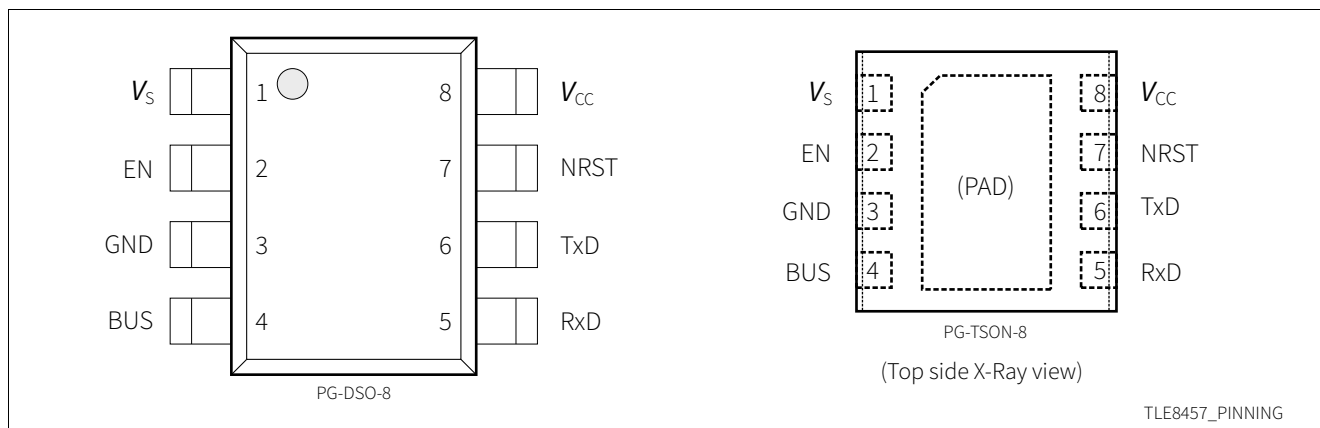 VS 1 8 VCC
EN 2 7 NRST
GND 3 6 TxD
BUS 4 5 RxD
PG-DSO-8
VS 1 8 VCC
EN 2 7 NRST
(PAD)
GND 3 6 TxD
BUS 4 5 RxD
PG-TSON-8
(Top side X-Ray view)
TLE8457_PINNING